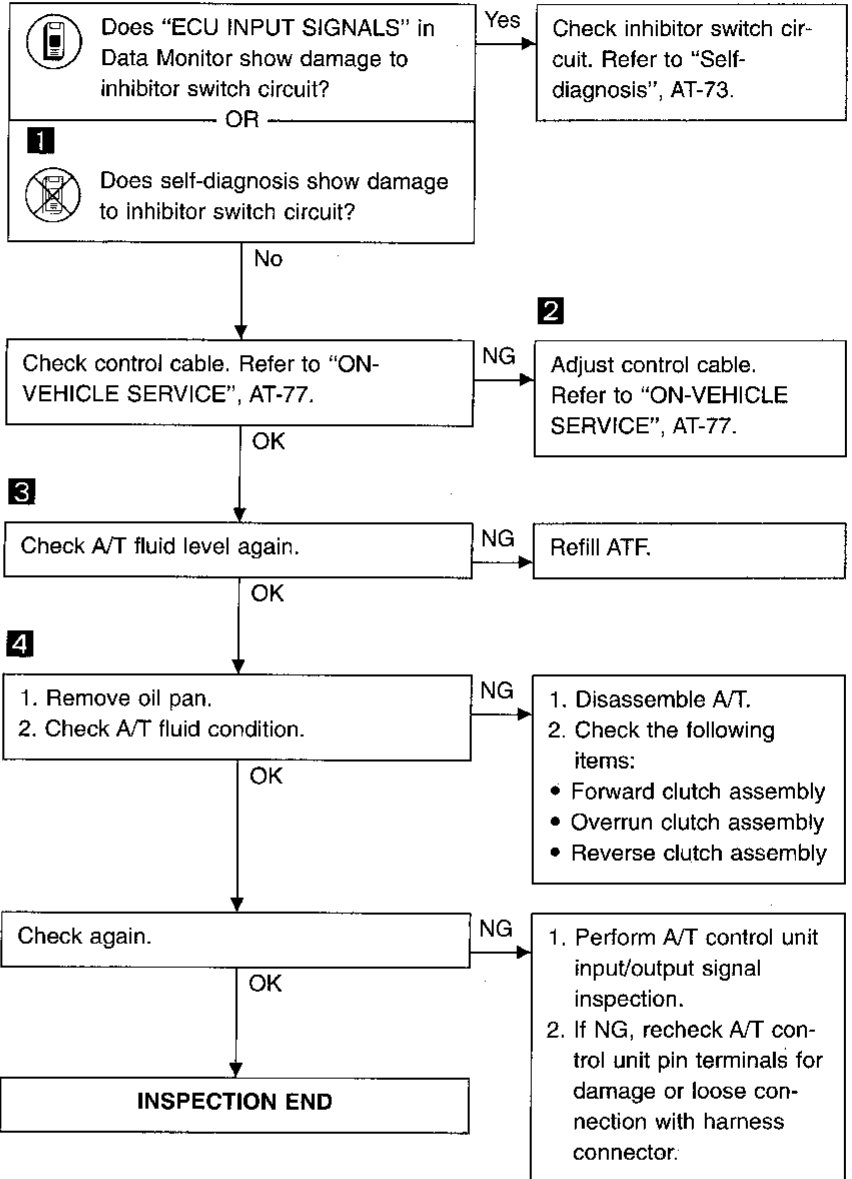 Does “ECU INPUT SIGNALS” in
Data Monitor show damage to
inhibitor switch circuit?
Yes
Check inhibitor switch cir-
cuit. Refer to “Self-
diagnosis”, AT-73.
OR
1
Does self-diagnosis show damage
to inhibitor switch circuit?
No
Check control cable. Refer to “ON-
VEHICLE SERVICE”, AT-77.
NG
2
Adjust control cable.
Refer to “ON-VEHICLE
SERVICE”, AT-77.
OK
3
Check A/T fluid level again.
NG
Refill ATF.
OK
4
1. Remove oil pan.
2. Check A/T fluid condition.
NG
1. Disassemble A/T.
2. Check the following
items:
• Forward clutch assembly
• Overrun clutch assembly
• Reverse clutch assembly
OK
Check again.
NG
1. Perform A/T control unit
input/output signal
inspection.
2. If NG, recheck A/T con-
trol unit pin terminals for
damage or loose con-
nection with harness
connector.
OK
INSPECTION END